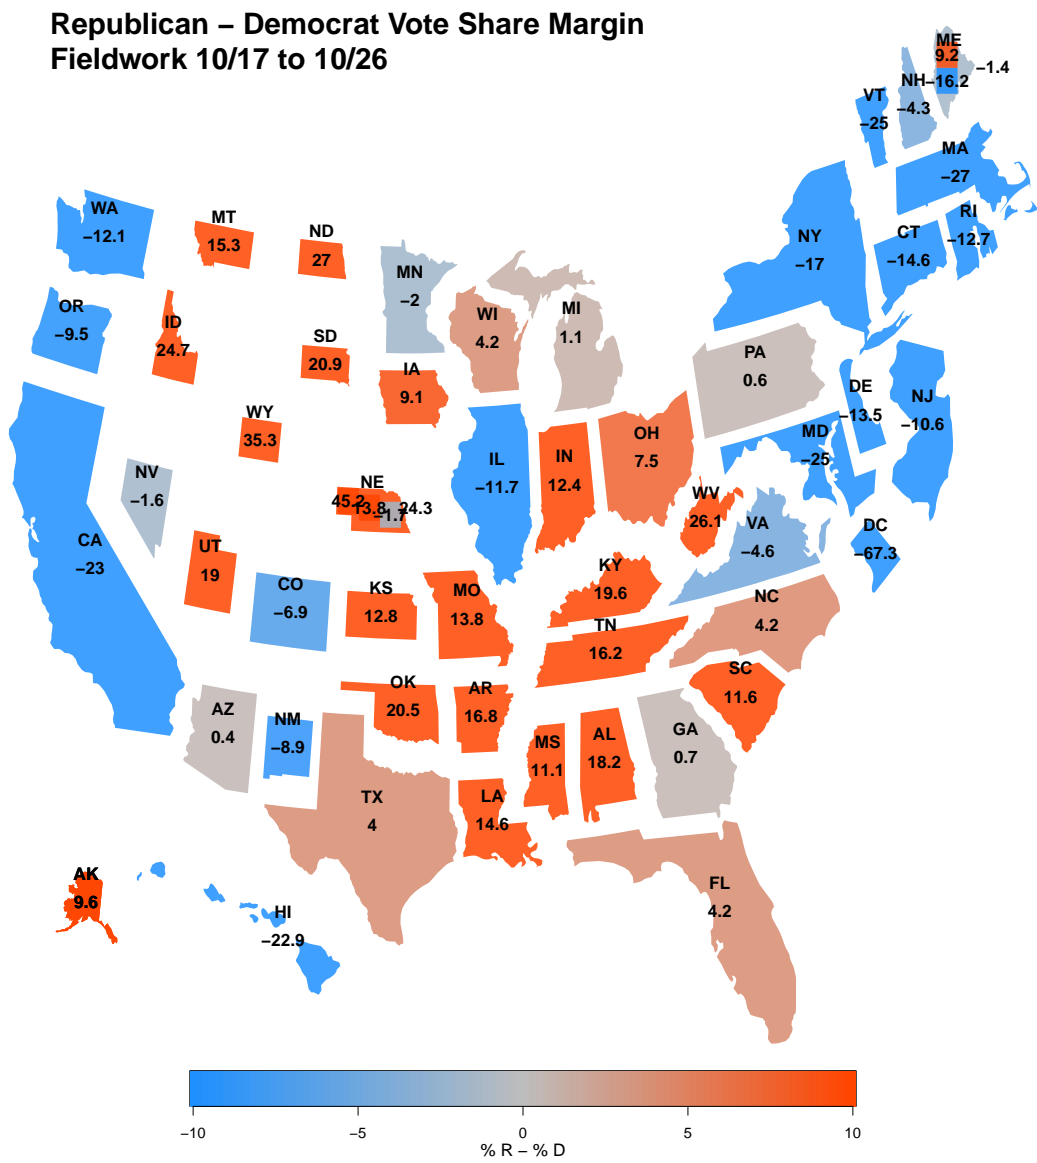 Republican – Democrat Vote Share Margin
Fieldwork 10/17 to 10/26
ME
9.2
–1.4
–16.2
NH
–4.3
VT
–25
MA
–27
RI
–12.7
CT
–14.6
NY
–17
WA
–12.1
MT
15.3
ND
27
MN
–2
OR
–9.5
ID
24.7
SD
20.9
WI
4.2
MI
1.1
IA
9.1
PA
0.6
DE
–13.5
NJ
–10.6
MD
–25
WY
35.3
OH
7.5
IL
–11.7
IN
12.4
NV
–1.6
NE
45.2
13.8
–1.7
24.3
WV
26.1
VA
–4.6
DC
–67.3
CA
–23
UT
19
CO
–6.9
KS
12.8
MO
13.8
KY
19.6
NC
4.2
TN
16.2
SC
11.6
AZ
0.4
NM
–8.9
OK
20.5
AR
16.8
MS
11.1
AL
18.2
GA
0.7
TX
4
LA
14.6
AK
9.6
HI
–22.9
FL
4.2
–10
–5
0
5
10
% R – % D